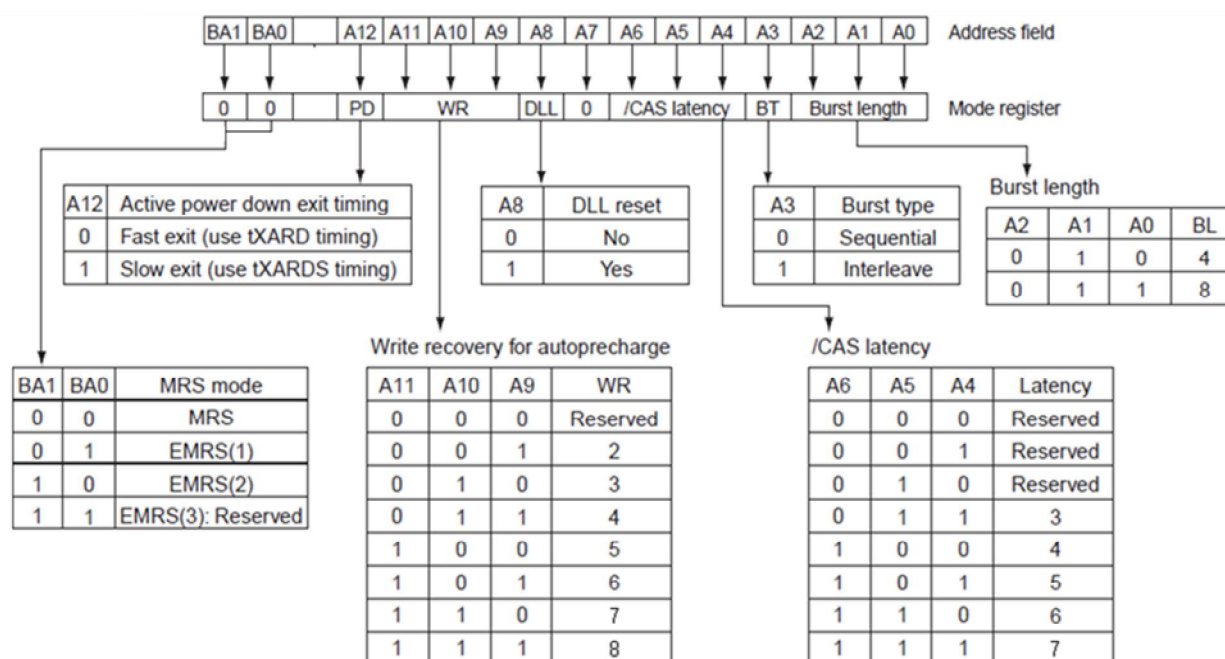 BA1 BA0 A12 A11 A10 A9 A8 A7 A6 A5 A4 A3 A2 A1 A0 Address field
0 0 PD WR DLL 0 /CAS latency BT Burst length Mode register
A12 Active power down exit timing
0 Fast exit (use tXARD timing)
1 Slow exit (use tXARDS timing)
A8 DLL reset
0 No
1 Yes
A3 Burst type
0 Sequential
1 Interleave
Burst length
A2 A1 A0 BL
0 1 0 4
0 1 1 8
BA1 BA0 MRS mode
0 0 MRS
0 1 EMRS(1)
1 0 EMRS(2)
1 1 EMRS(3): Reserved
Write recovery for autoprecharge
A11 A10 A9 WR
0 0 0 Reserved
0 0 1 2
0 1 0 3
0 1 1 4
1 0 0 5
1 0 1 6
1 1 0 7
1 1 1 8
/CAS latency
A6 A5 A4 Latency
0 0 0 Reserved
0 0 1 Reserved
0 1 0 Reserved
0 1 1 3
1 0 0 4
1 0 1 5
1 1 0 6
1 1 1 7